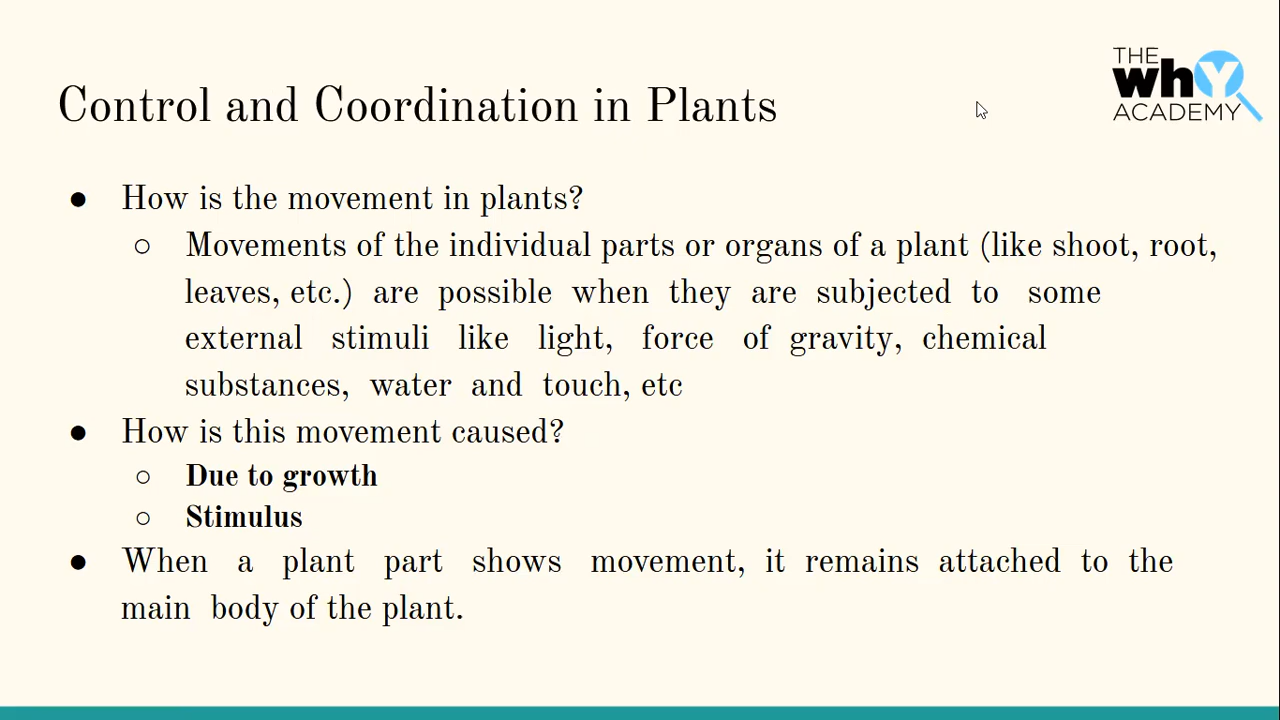 THE
whY
ACADEMY
Control and Coordination in Plants
● How is the movement in plants?
○ Movements of the individual parts or organs of a plant (like shoot, root,
leaves, etc.) are possible when they are subjected to some
external stimuli like light, force of gravity, chemical
substances, water and touch, etc
● How is this movement caused?
○ Due to growth
○ Stimulus
● When a plant part shows movement, it remains attached to the
main body of the plant.